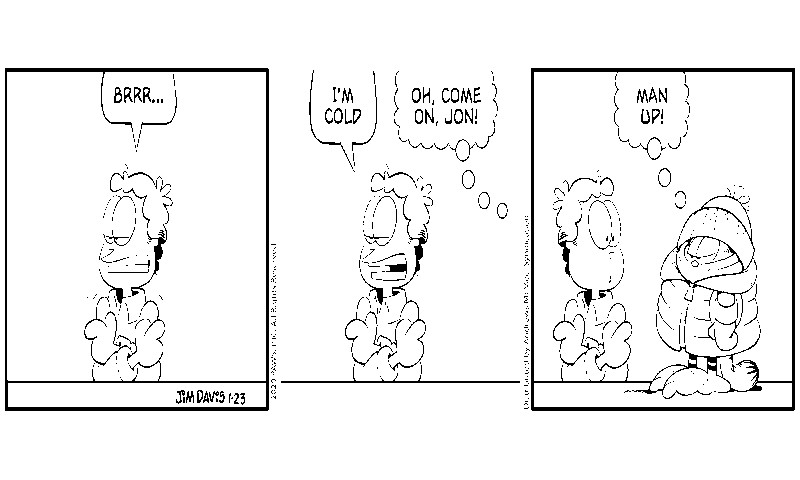 BRRR...
JIM DAVIS 1-23
I'M
COLD
OH, COME
ON, JON!
MAN
UP!